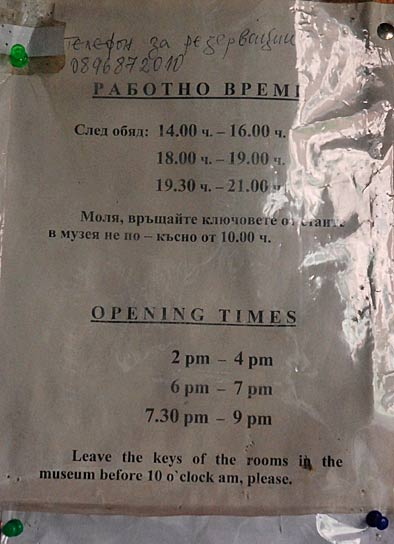 Телефон за резервации
0896872010
РАБОТНО ВРЕМЕ
След обяд: 14.00 ч. – 16.00 ч.
18.00 ч. – 19.00 ч.
19.30 ч. – 21.00 ч.
Моля, връщайте ключовете от стаите
в музея не по – късно от 10.00 ч.
OPENING TIMES
2 pm – 4 pm
6 pm – 7 pm
7.30 pm – 9 pm
Leave the keys of the rooms in the
museum before 10 o`clock am, please.